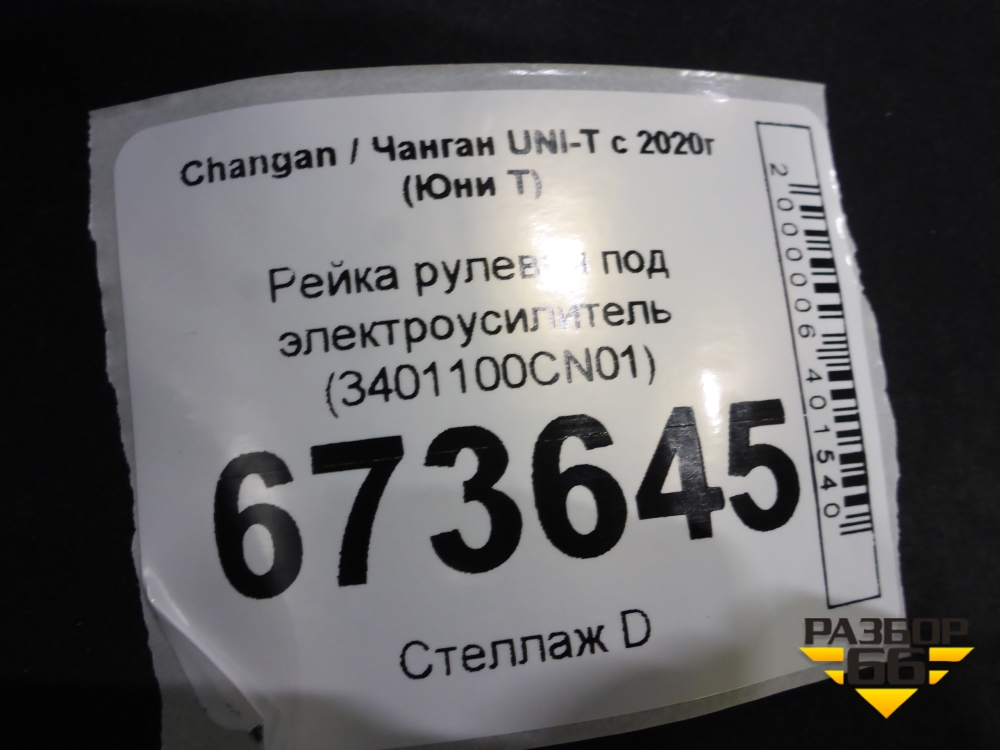 Changan / Чанган UNI-T с 2020г
(Юни Т)
Рейка рулевая под
электроусилитель
(3401100CN01)
673645
Стеллаж D
2000006401540
РАЗБОР
66